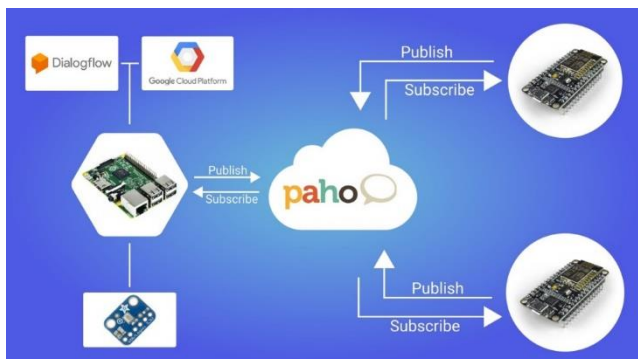 Dialogflow
Google Cloud Platform
Publish
Subscribe
Publish
Subscribe
paho
Publish
Subscribe